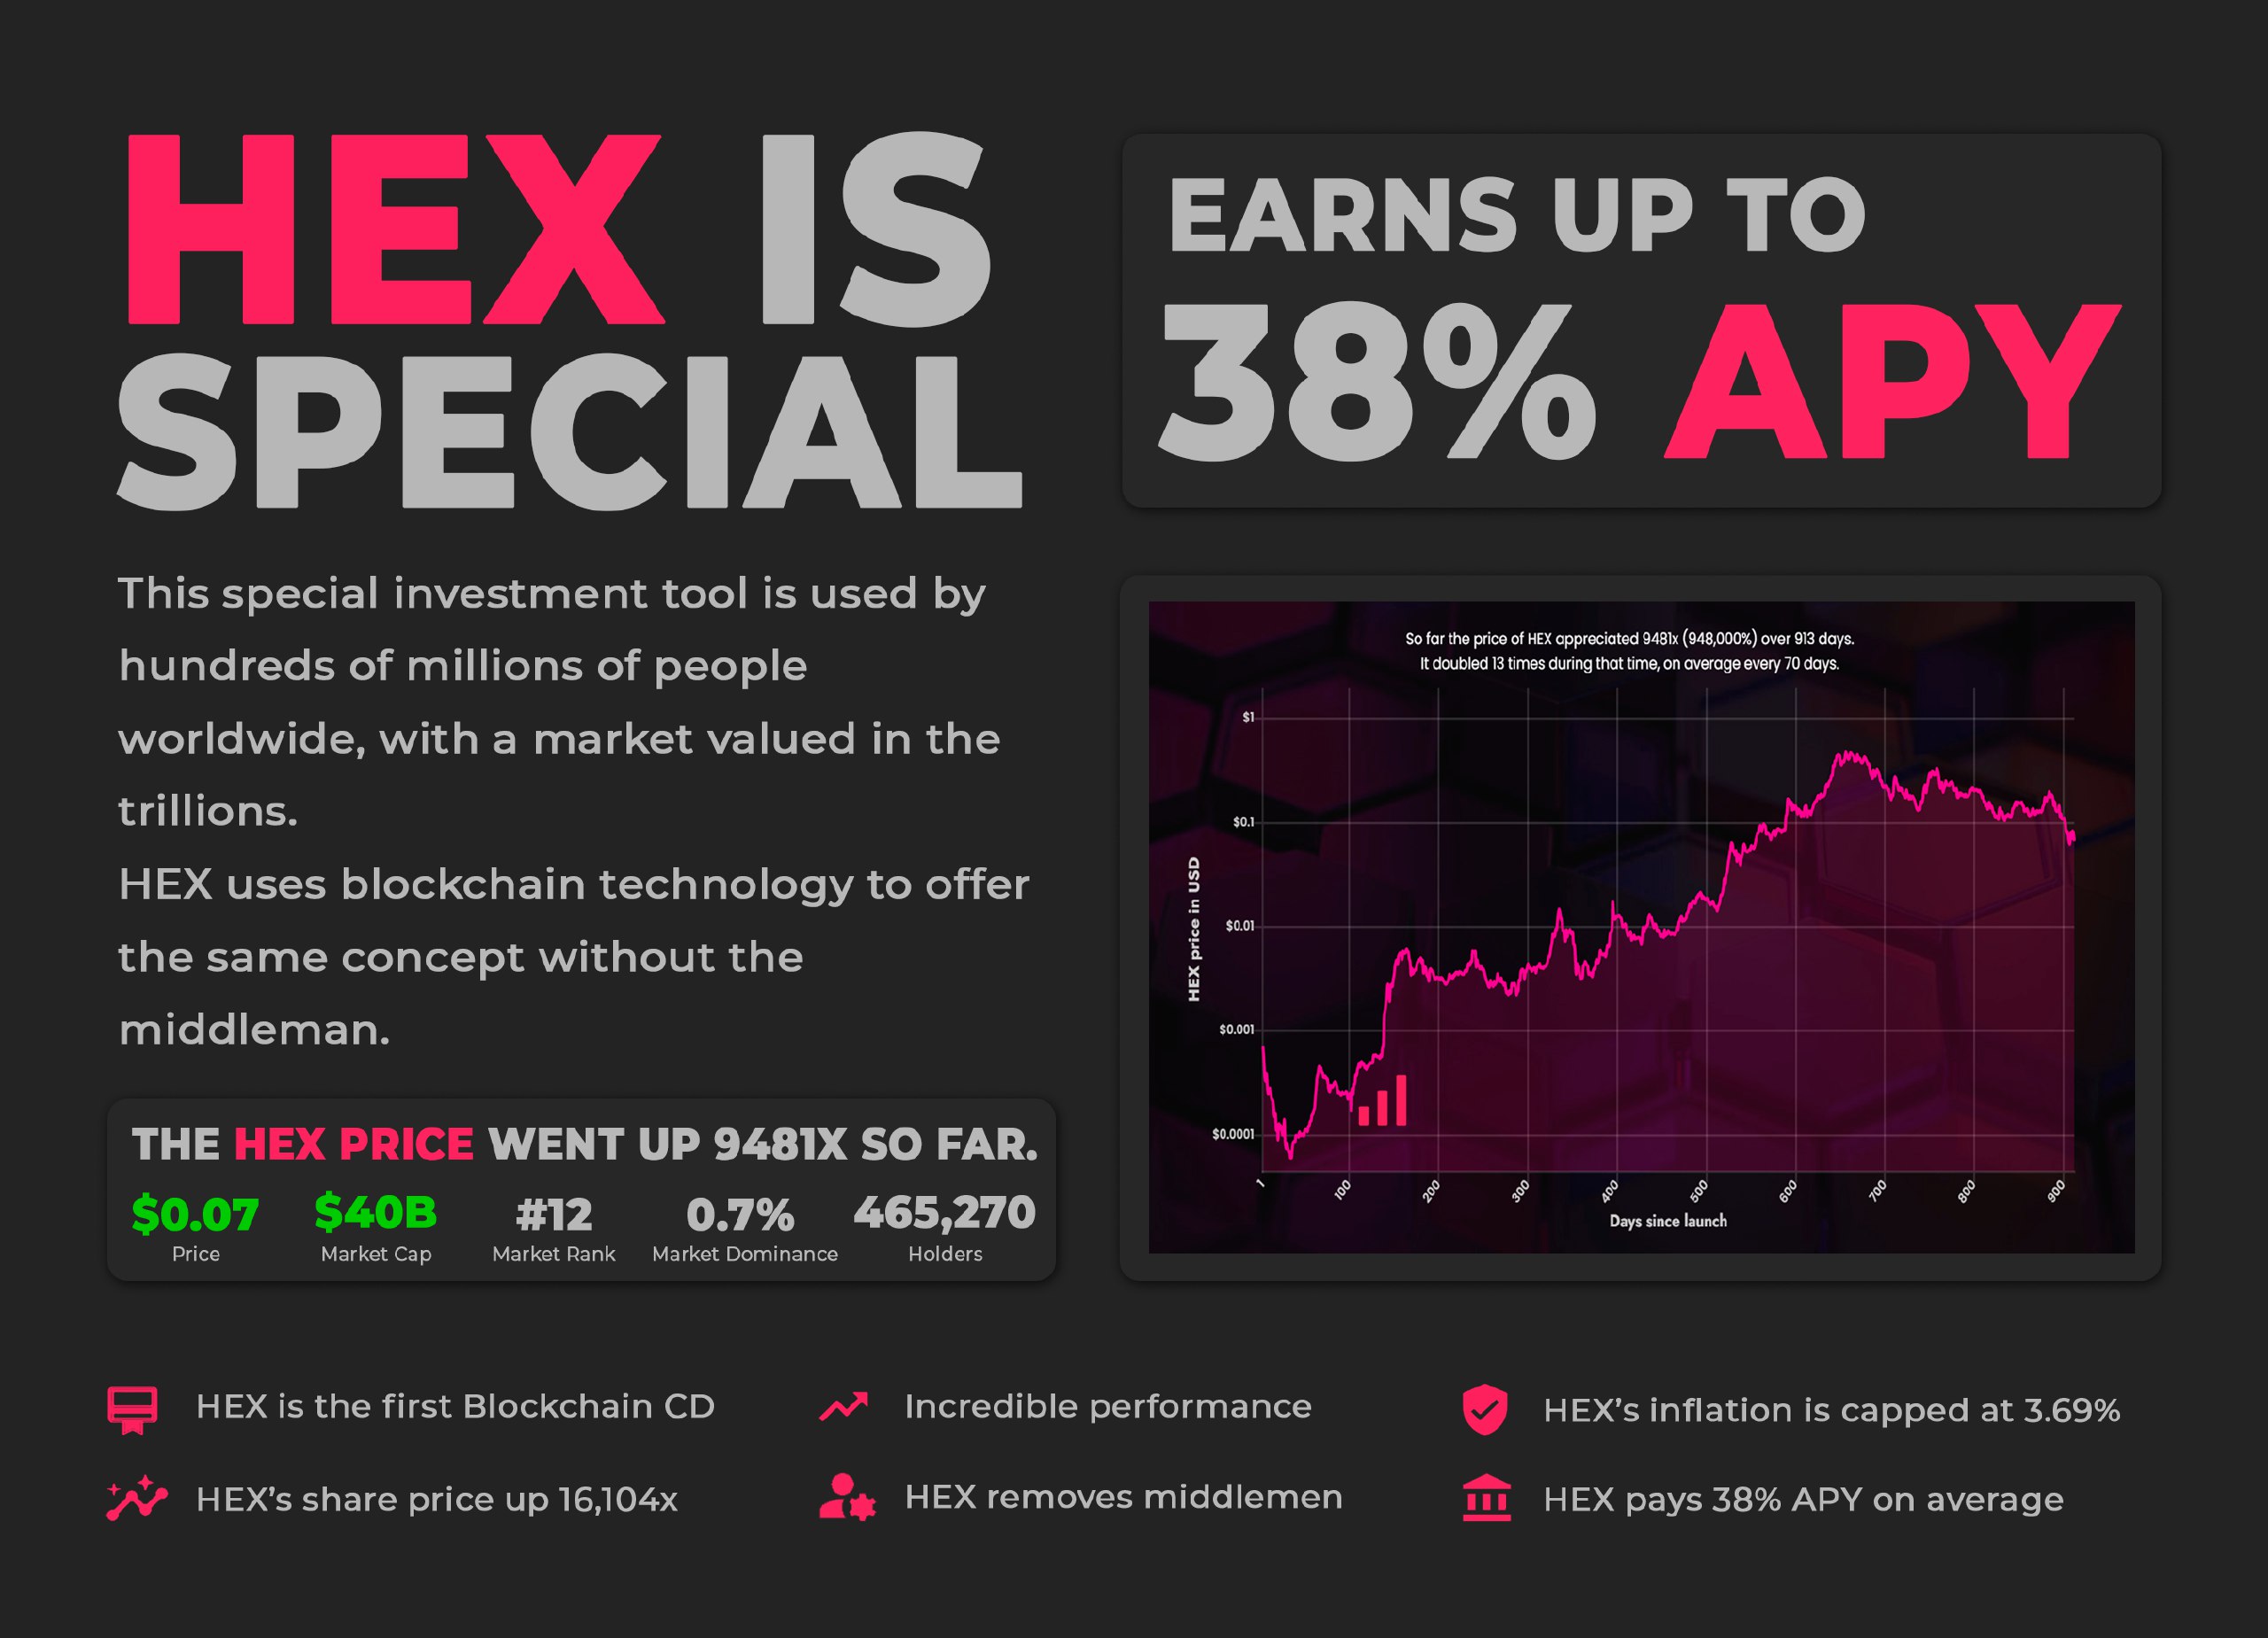 HEX IS
SPECIAL
This special investment tool is used by
hundreds of millions of people
worldwide, with a market valued in the
trillions.
HEX uses blockchain technology to offer
the same concept without the
middleman.
THE HEX PRICE WENT UP 9481X SO FAR.
$0.07 $40B #12 0.7% 465,270
Price Market Cap Market Rank Market Dominance Holders
EARNS UP TO
38% APY
So far the price of HEX appreciated 9481x (948,000%) over 913 days.
It doubled 13 times during that time, on average every 70 days.
HEX price in USD
$1
$0.1
$0.01
$0.001
$0.0001
1 100 200 300 400 500 600 700 800 900
Days since launch
HEX is the first Blockchain CD
Incredible performance
HEX's inflation is capped at 3.69%
HEX's share price up 16,104x
HEX removes middlemen
HEX pays 38% APY on average